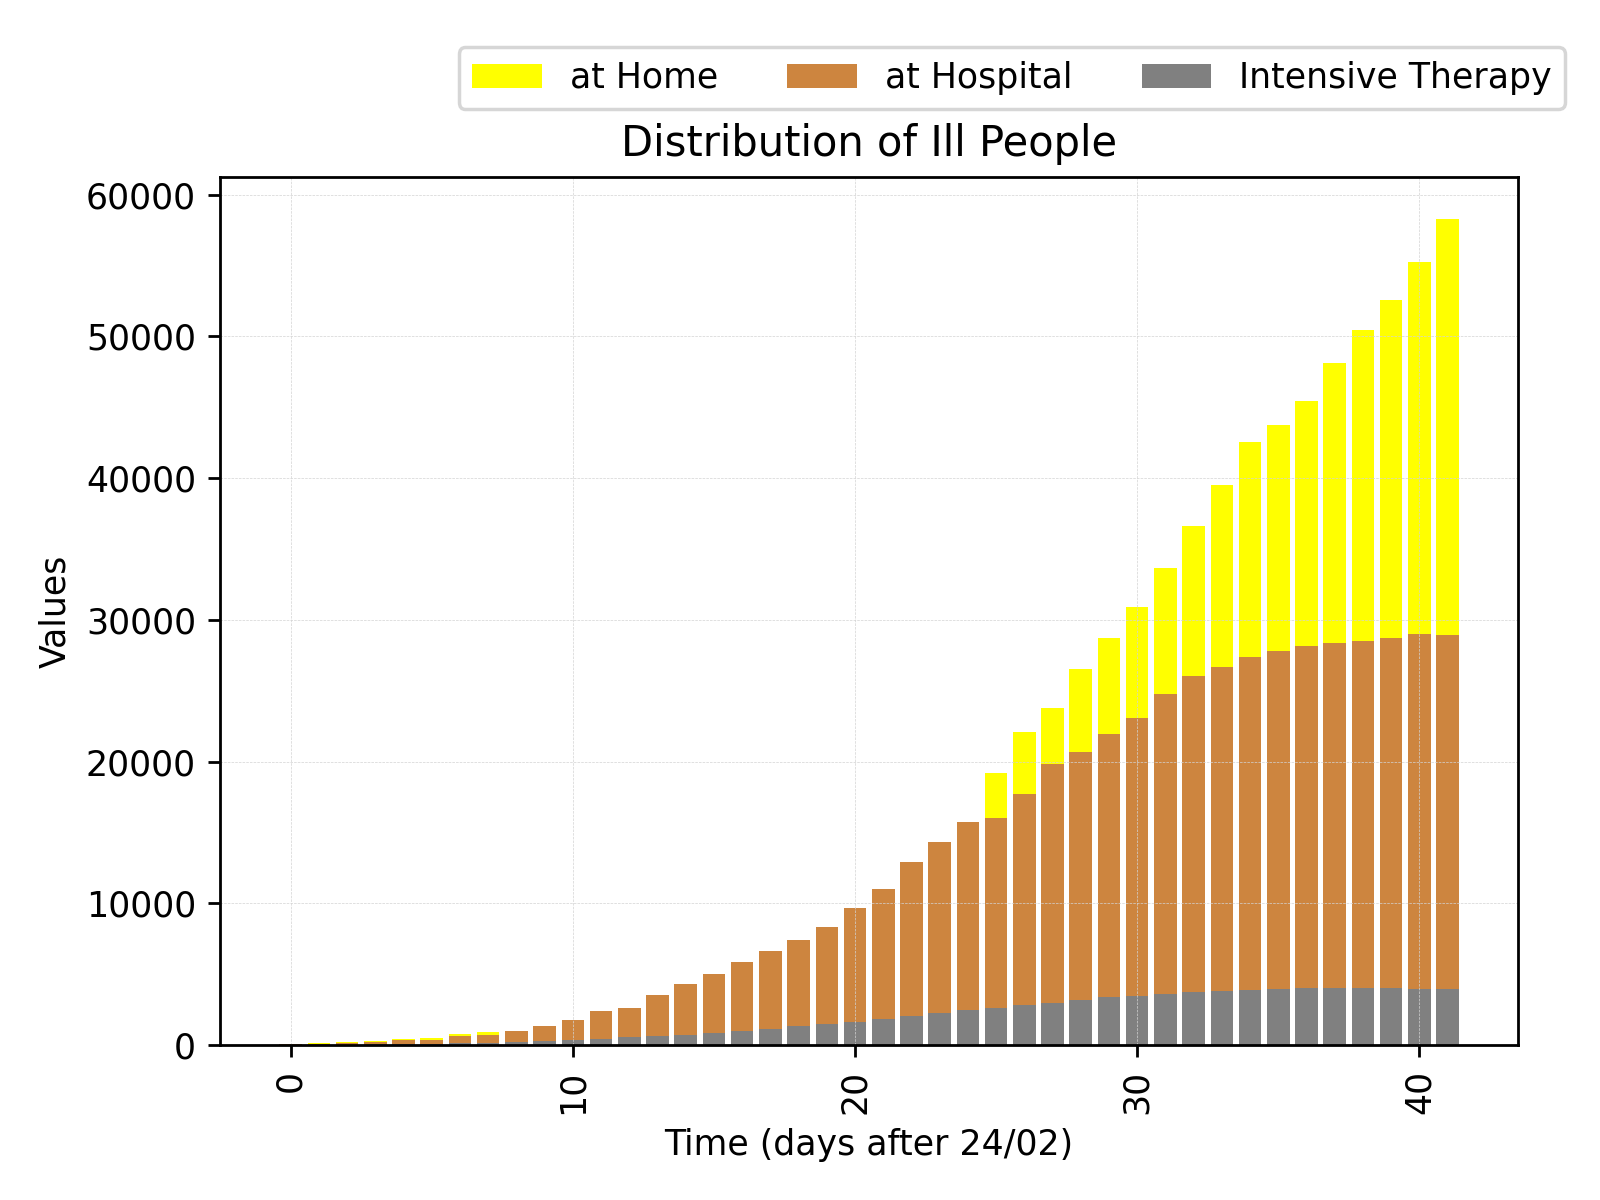 at Home at Hospital Intensive Therapy
Distribution of Ill People
60000
50000
40000
30000
20000
10000
0
Values
0 10 20 30 40
Time (days after 24/02)